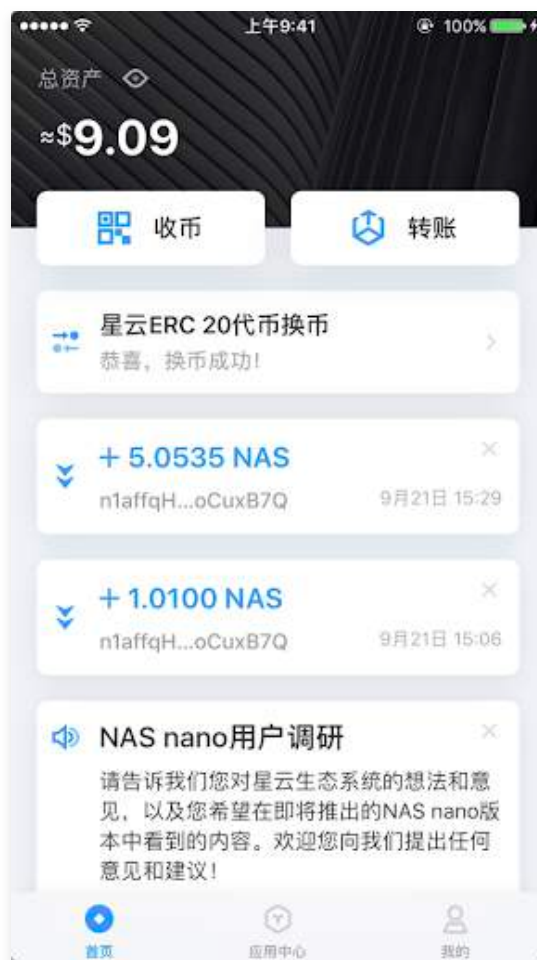 上午9:41
100%
总资产
≈$9.09
收币
转账
星云ERC 20代币换币
恭喜，换币成功!
+ 5.0535 NAS
n1affqH...oCuxB7Q
9月21日 15:29
+ 1.0100 NAS
n1affqH...oCuxB7Q
9月21日 15:06
NAS nano用户调研
请告诉我们您对星云生态系统的想法和意
见，以及您希望在即将推出的NAS nano版
本中看到的内容。欢迎您向我们提出任何
意见和建议！
首页
应用中心
我的